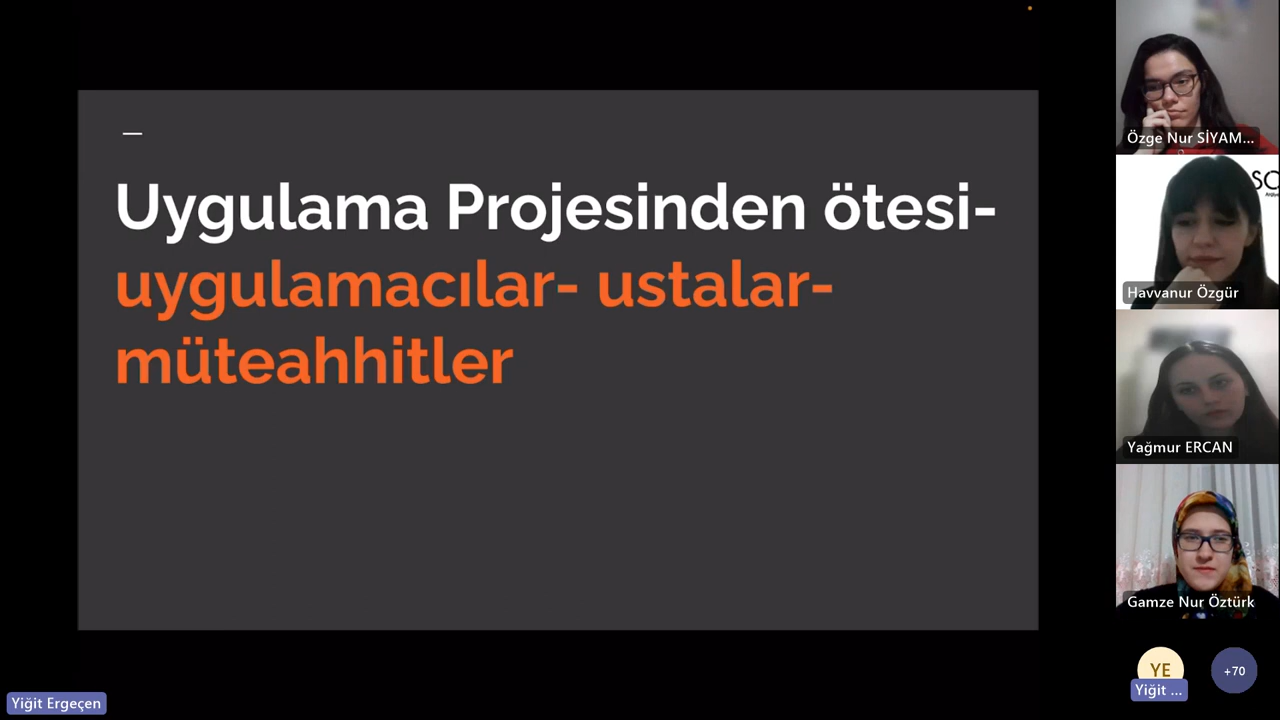 Uygulama Projesinden ötesi-
uygulamacılar- ustalar-
müteahhitler
Özge Nur SİYAM...
Havvanur Özgür
Yağmur ERCAN
Gamze Nur Öztürk
YE
+70
Yiğit ...
Yiğit Ergeçen